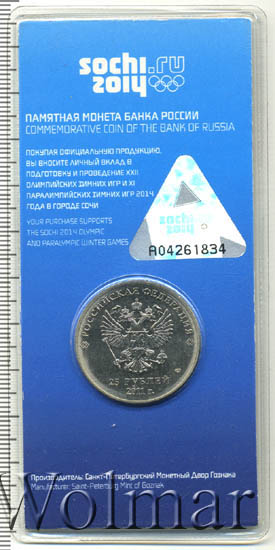 sochi.ru
2014
ПАМЯТНАЯ МОНЕТА БАНКА РОССИИ
COMMEMORATIVE COIN OF THE BANK OF RUSSIA
ПОКУПАЯ ОФИЦИАЛЬНУЮ ПРОДУКЦИЮ,
ВЫ ВНОСИТЕ ЛИЧНЫЙ ВКЛАД В
ПОДГОТОВКУ И ПРОВЕДЕНИЕ XXII
ОЛИМПИЙСКИХ ЗИМНИХ ИГР И XI
ПАРАЛИМПИЙСКИХ ЗИМНИХ ИГР 2014
ГОДА В ГОРОДЕ СОЧИ
YOUR PURCHASE SUPPORTS
THE SOCHI 2014 OLYMPIC
AND PARALYMPIC WINTER GAMES
sochi
2014
A04261834
РОССИЙСКАЯ ФЕДЕРАЦИЯ
25 РУБЛЕЙ
2011 г.
Производитель: Санкт-Петербургский Монетный Двор Гознака
Manufacturer: Saint-Petersburg Mint of Goznak
Wolmar